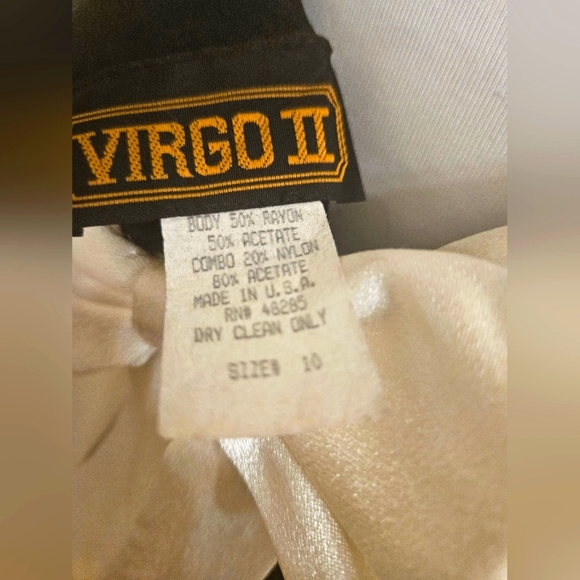 VIRGO II
BODY 50% RAYON
50% ACETATE
COMBO 20% NYLON
80% ACETATE
MADE IN U.S.A.
RN# 48285
DRY CLEAN ONLY
SIZE# 10